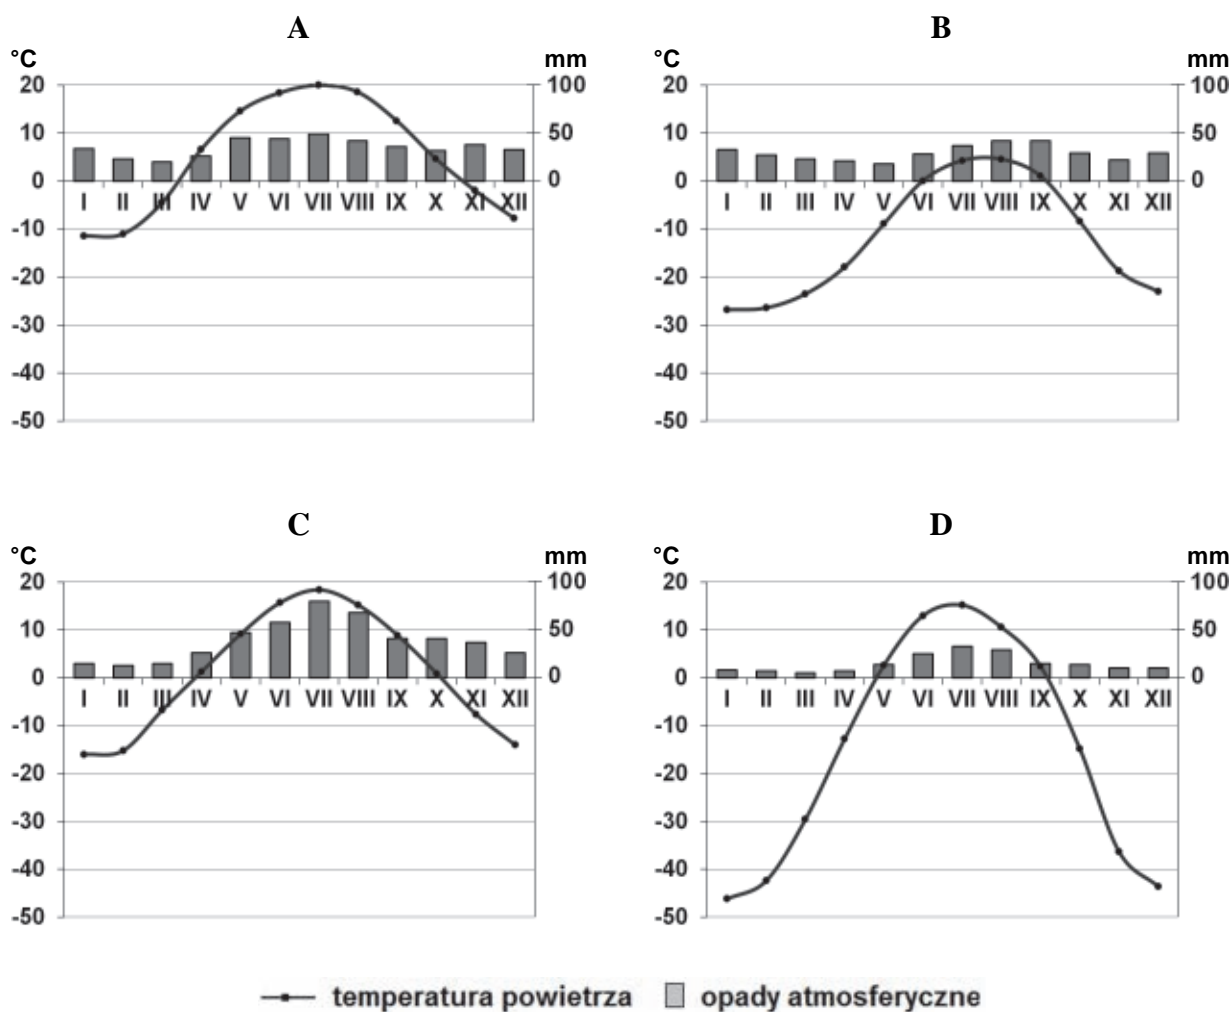 A
°C mm
20 100
10 50
0 0
I II III IV V VI VII VIII IX X XI XII
-10
-20
-30
-40
-50
B
°C mm
20 100
10 50
0 0
I II III IV V VI VII VIII IX X XI XII
-10
-20
-30
-40
-50
C
°C mm
20 100
10 50
0 0
I II III IV V VI VII VIII IX X XI XII
-10
-20
-30
-40
-50
D
°C mm
20 100
10 50
0 0
I II III IV V VI VII VIII IX X XI XII
-10
-20
-30
-40
-50
temperatura powietrza opady atmosferyczne